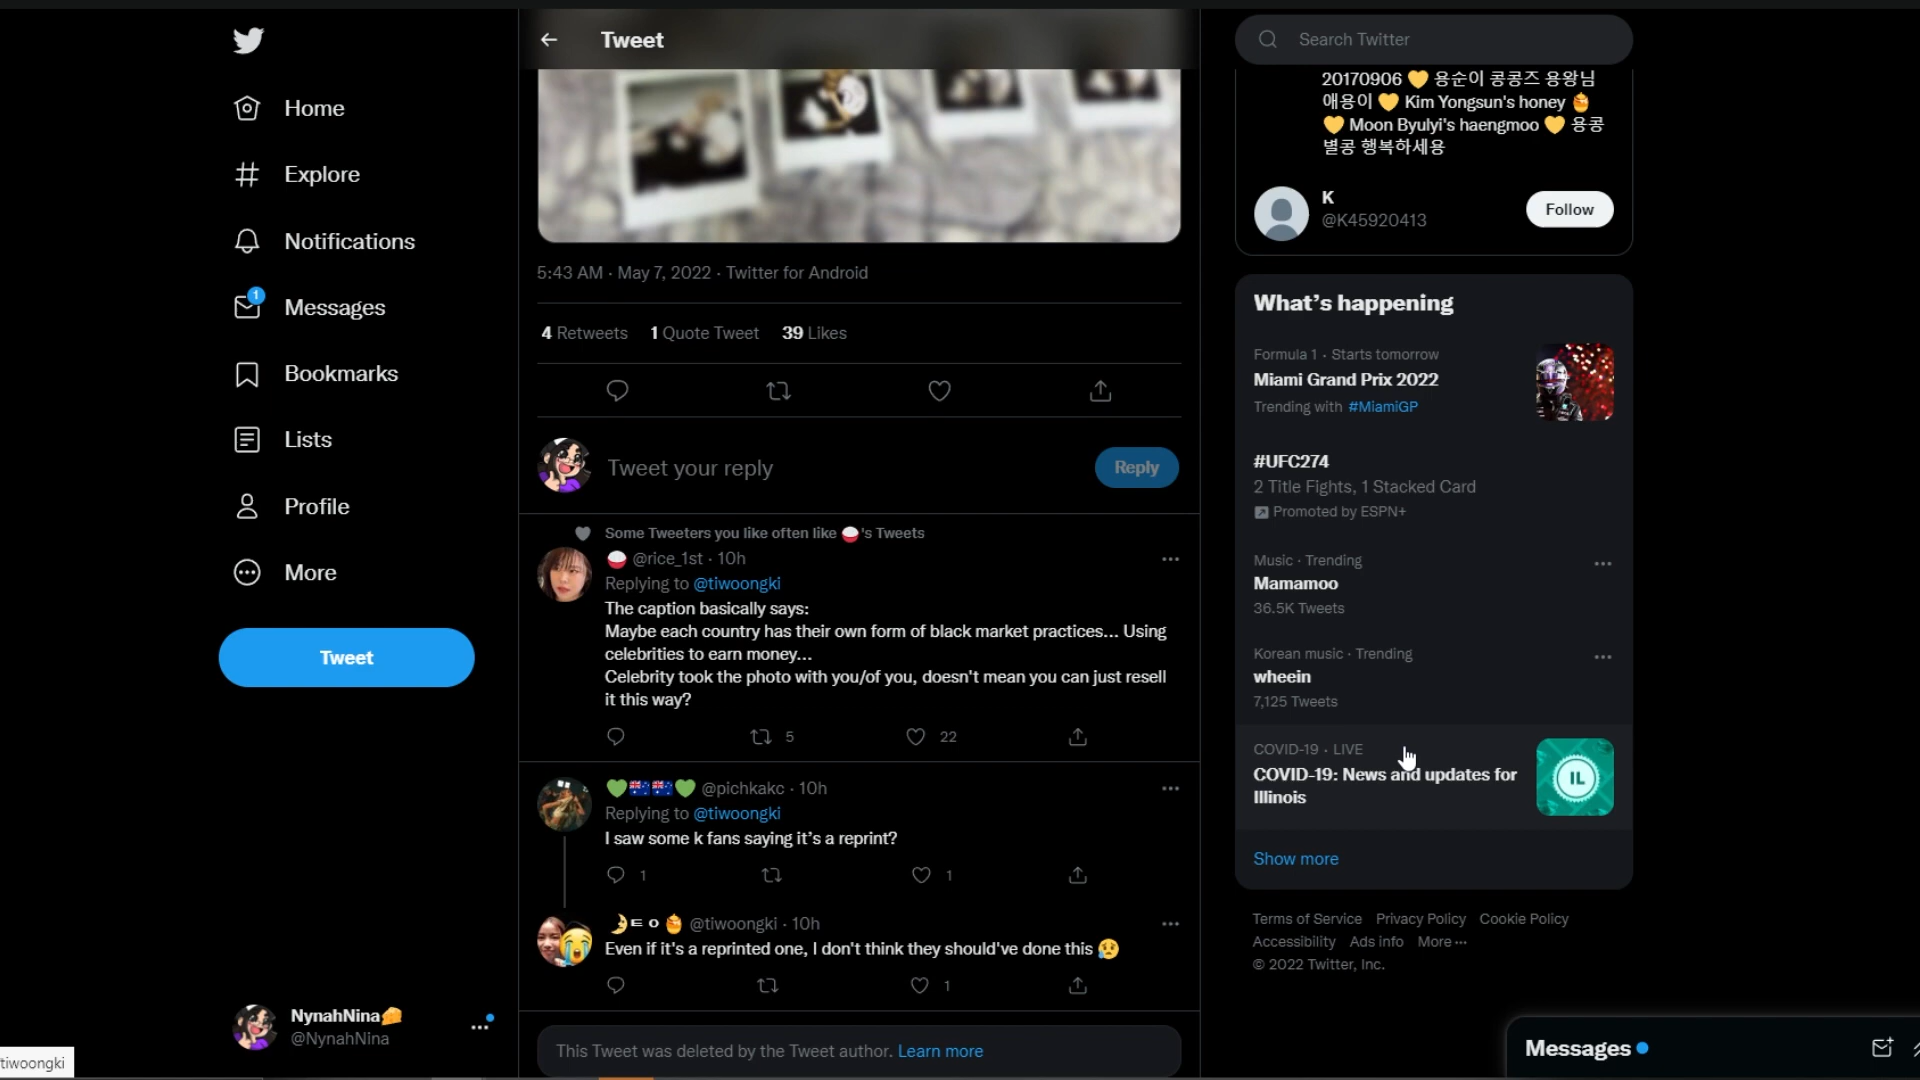 Home
Explore
Notifications
1
Messages
Bookmarks
Lists
Profile
More
Tweet
NynahNina🧀
@NynahNina
tiwoongki
Tweet
5:43 AM · May 7, 2022 · Twitter for Android
4 Retweets 1 Quote Tweet 39 Likes
Tweet your reply
Reply
Some Tweeters you like often like 🍚's Tweets
🍚 @rice_1st · 10h
Replying to @tiwoongki
The caption basically says:
Maybe each country has their own form of black market practices... Using
celebrities to earn money...
Celebrity took the photo with you/of you, doesn't mean you can just resell
it this way?
5 22
💚🇦🇺🇦🇺💚 @pichkakc · 10h
Replying to @tiwoongki
I saw some k fans saying it's a reprint?
1 1
🌛ㅌㅇ🍯 @tiwoongki · 10h
Even if it's a reprinted one, I don't think they should've done this 😥
1
This Tweet was deleted by the Tweet author. Learn more
Search Twitter
20170906 💛 용순이 콩콩즈 용왕님
애용이 💛 Kim Yongsun's honey 🍯
💛 Moon Byulyi's haengmoo 💛 용콩
별콩 행복하세용
K
@K45920413
Follow
What's happening
Formula 1 · Starts tomorrow
Miami Grand Prix 2022
Trending with #MiamiGP
#UFC274
2 Title Fights, 1 Stacked Card
Promoted by ESPN+
Music · Trending
Mamamoo
36.5K Tweets
Korean music · Trending
wheein
7,125 Tweets
COVID-19 · LIVE
COVID-19: News and updates for
Illinois
IL
Show more
Terms of Service Privacy Policy Cookie Policy
Accessibility Ads info More ···
© 2022 Twitter, Inc.
Messages